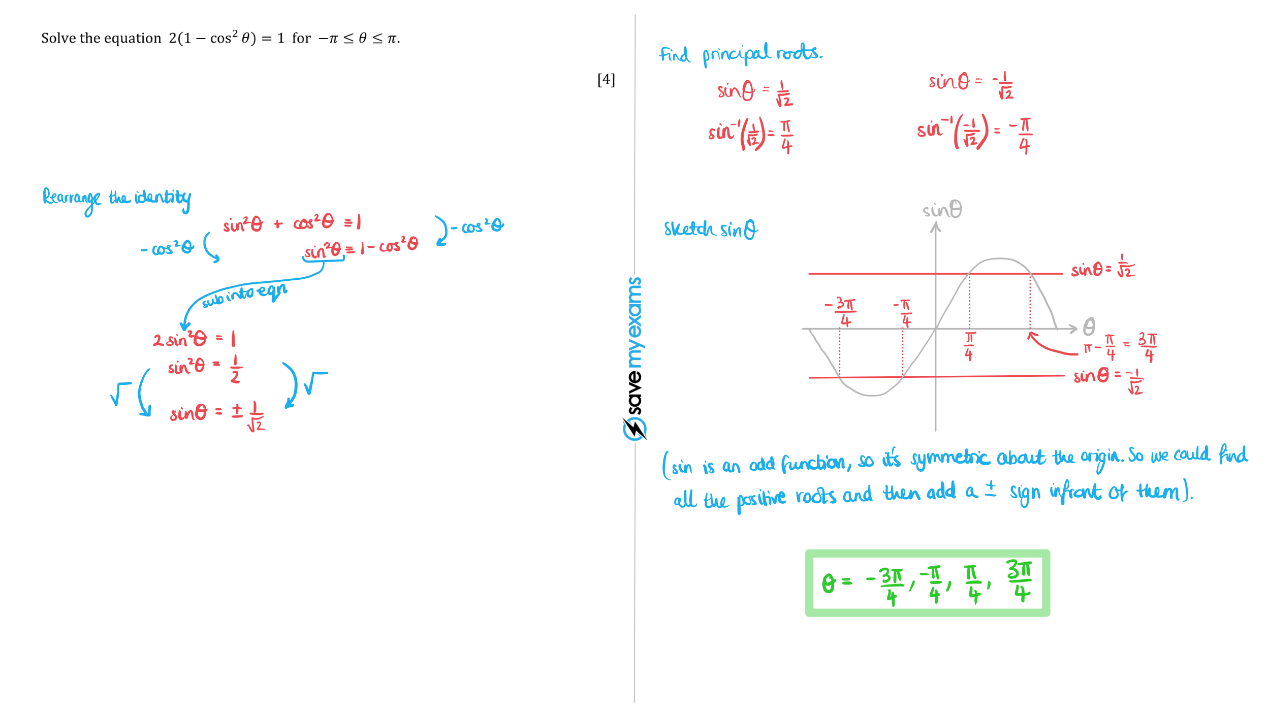 Solve the equation 2(1 − cos² θ) = 1 for −π ≤ θ ≤ π.
[4]
Rearrange the identity
sin²θ + cos²θ ≡ 1
−cos²θ
−cos²θ
sin²θ ≡ 1 − cos²θ
sub into eqn
2sin²θ = 1
sin²θ = 1/2
√
√
sinθ = ± 1/√2
savemyexams
Find principal roots.
sinθ = 1/√2
sinθ = -1/√2
sin⁻¹(1/√2) = π/4
sin⁻¹(-1/√2) = -π/4
Sketch sinθ
sinθ
sinθ = 1/√2
-3π/4
-π/4
θ
π/4
π - π/4 = 3π/4
sinθ = -1/√2
(sin is an odd function, so it's symmetric about the origin. So we could find
all the positive roots and then add a ± sign infront of them).
θ = -3π/4, -π/4, π/4, 3π/4